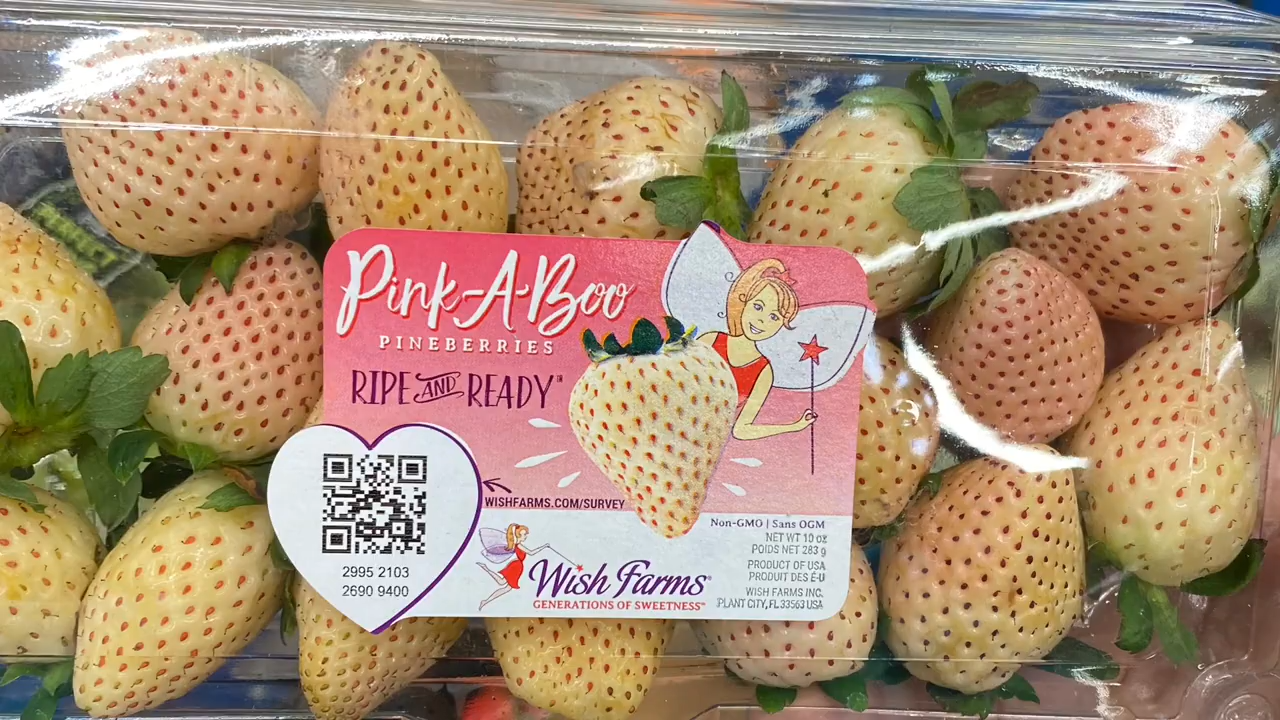 Pink-A-Boo
PINEBERRIES
RIPE AND READY™
WISHFARMS.COM/SURVEY
2995 2103
2690 9400
Wish Farms®
GENERATIONS OF SWEETNESS™
Non-GMO | Sans OGM
NET WT 10 oz
POIDS NET 283 g
PRODUCT OF USA
PRODUIT DES É-U
WISH FARMS INC.
PLANT CITY, FL 33563 USA